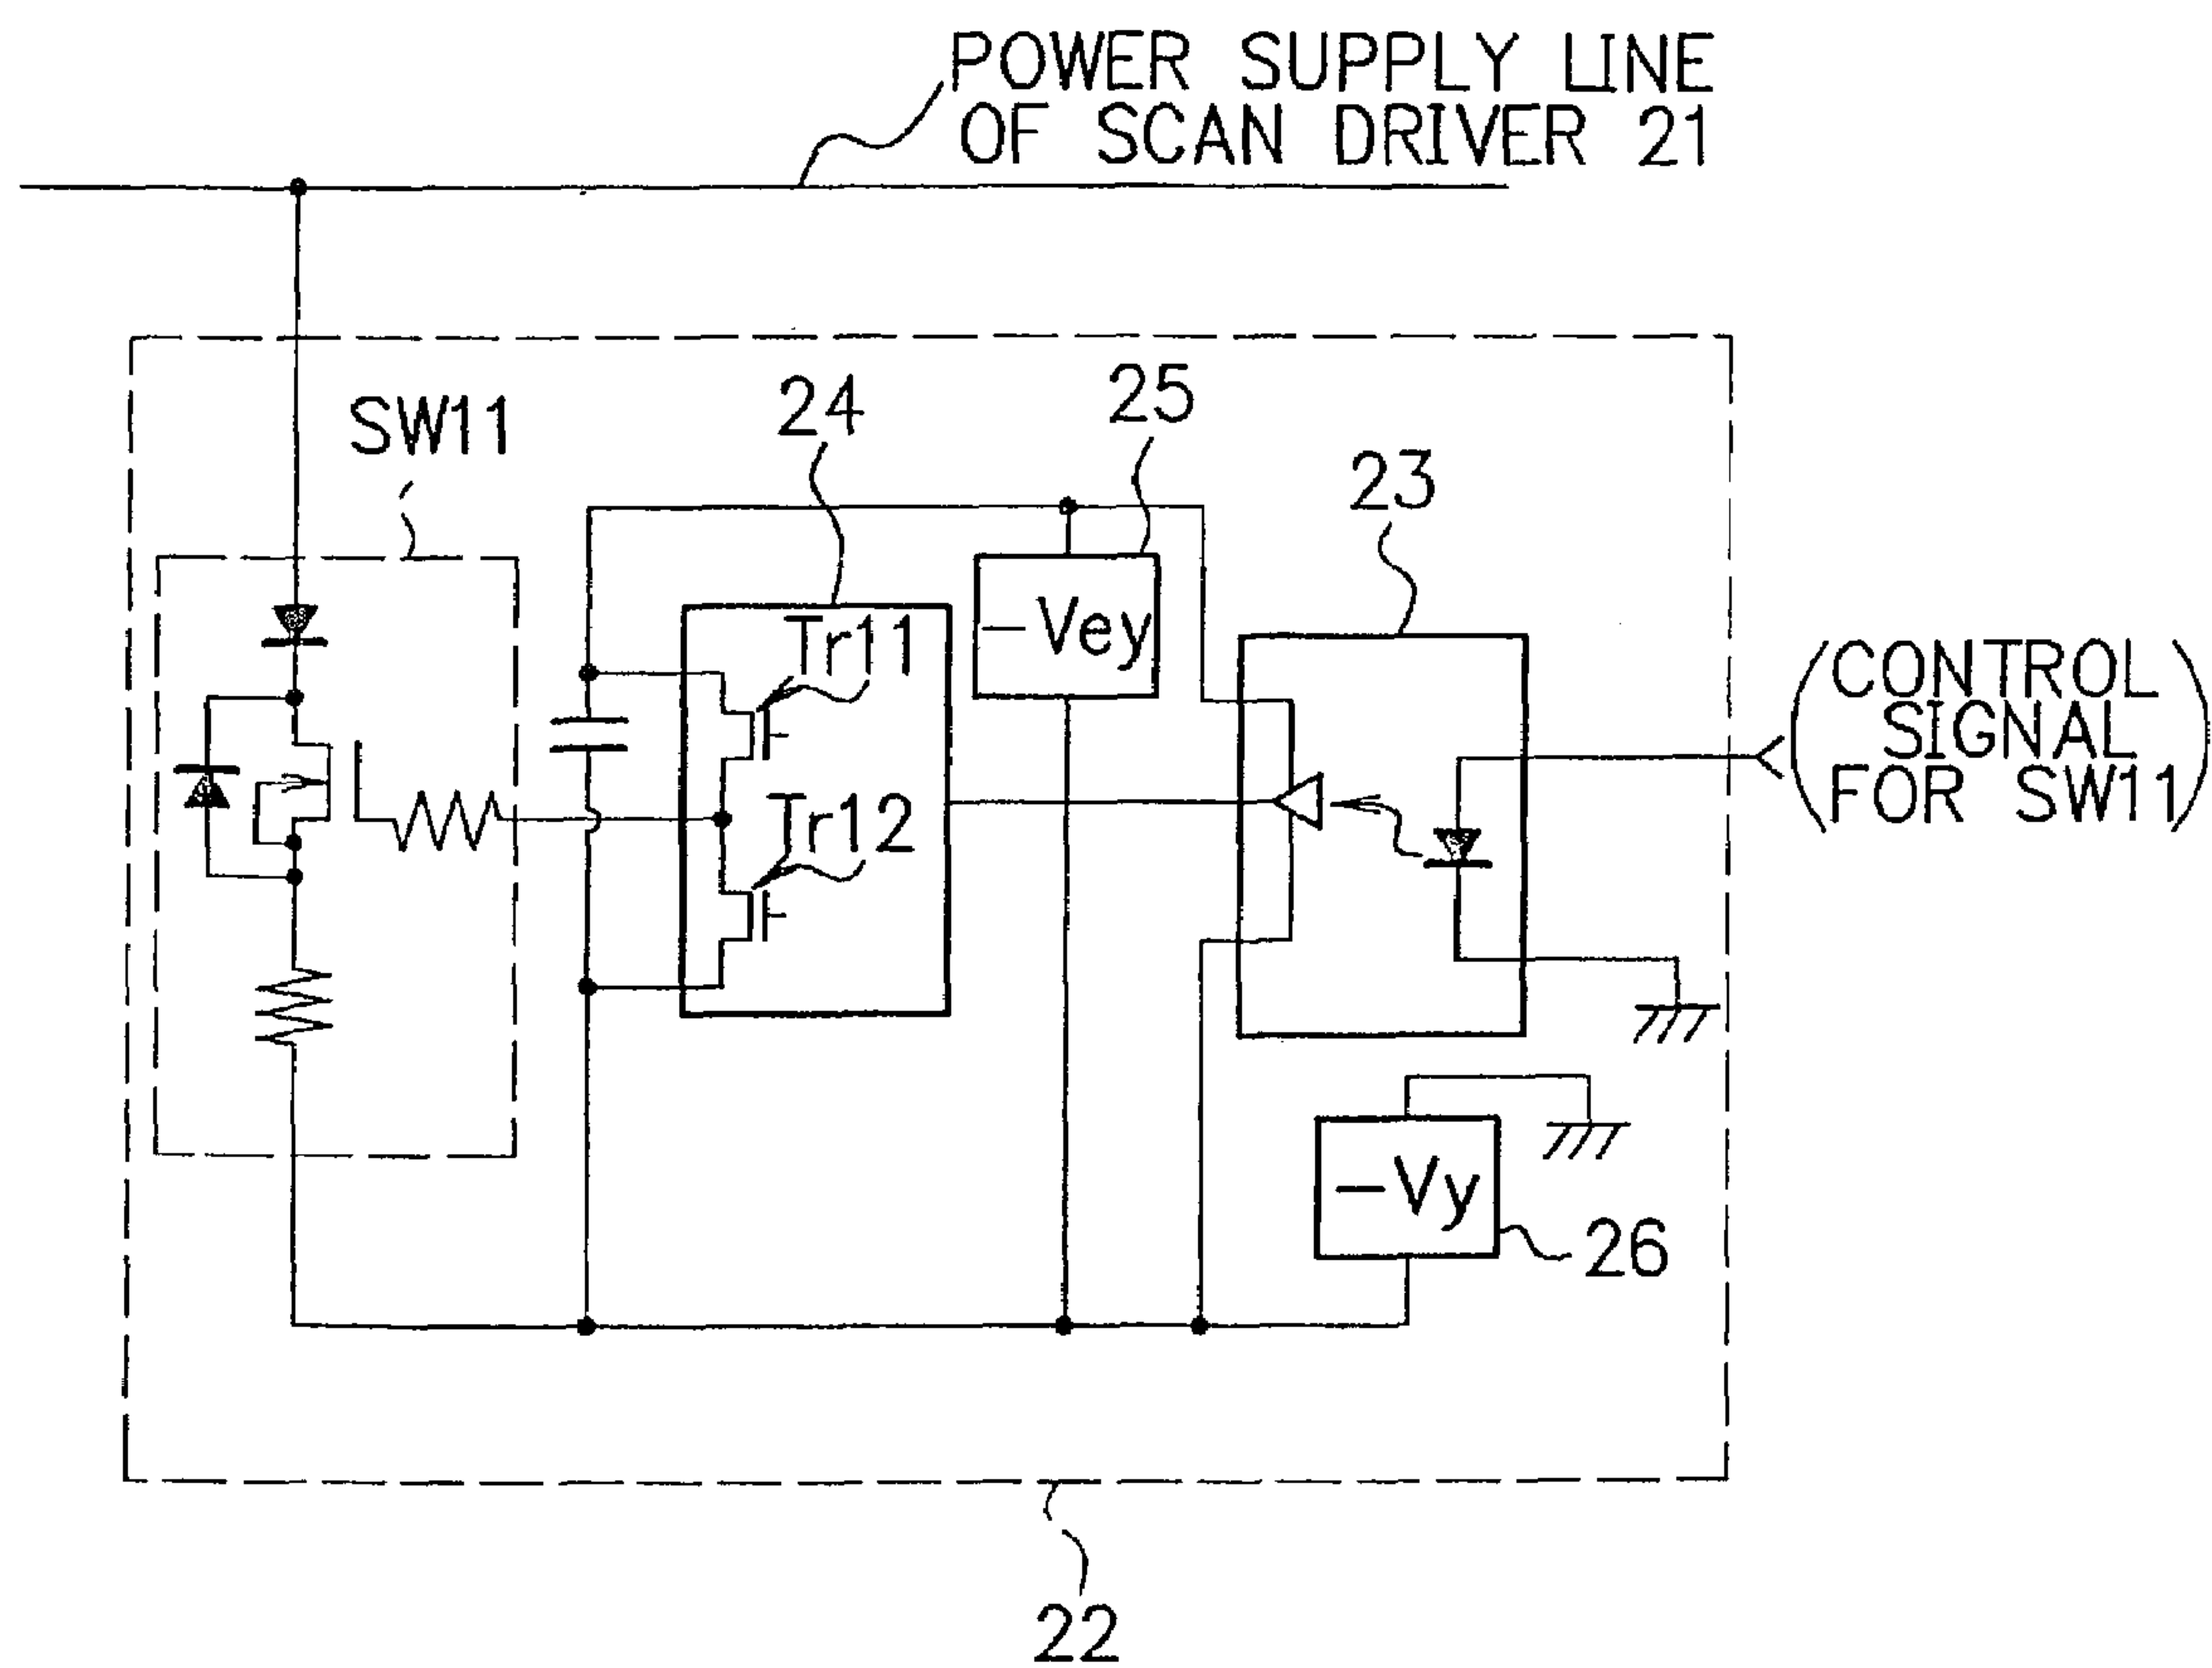 POWER SUPPLY LINE
OF SCAN DRIVER 21
SW11
24
25
23
Tr11
-Vey
Tr12
(CONTROL
SIGNAL
FOR SW11)
-Vy
26
22